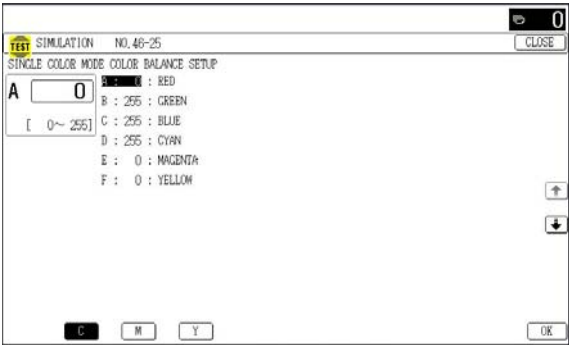 0
TEST SIMULATION NO.46-25 CLOSE
SINGLE COLOR MODE COLOR BALANCE SETUP
A 0
[ 0～ 255]
A : 0 : RED
B : 255 : GREEN
C : 255 : BLUE
D : 255 : CYAN
E : 0 : MAGENTA
F : 0 : YELLOW
C M Y OK